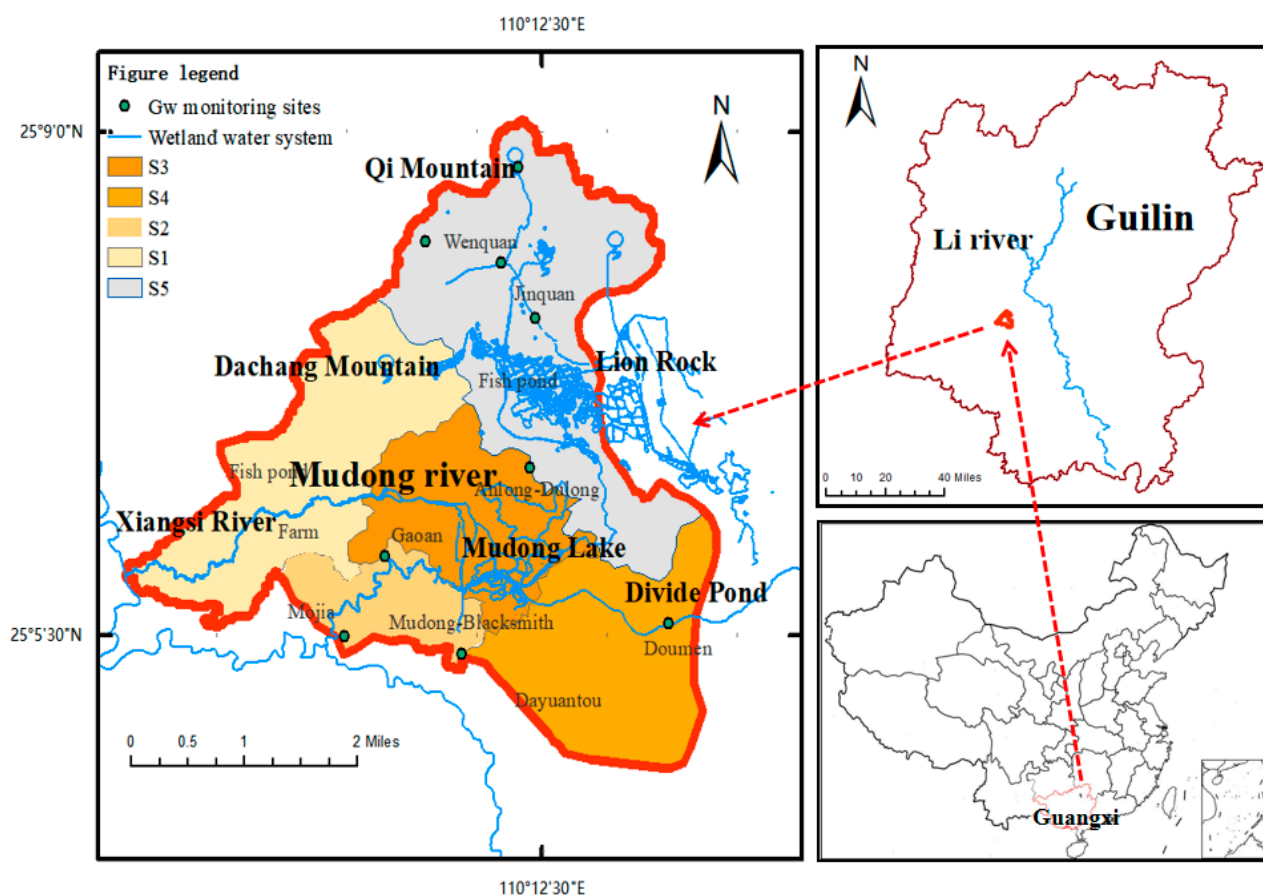 110°12'30"E
Figure legend
Gw monitoring sites
Wetland water system
S3
S4
S2
S1
S5
25°9'0"N
25°5'30"N
N
Qi Mountain
Wenquan
Jinquan
Dachang Mountain
Fish pond
Lion Rock
Fish pond
Mudong river
Anrong-Dulong
Xiangsi River
Farm
Gaoan
Mudong Lake
Divide Pond
Mojia
Mudong-Blacksmith
Doumen
Dayuantou
0 0.5 1 2 Miles
110°12'30"E
N
Guilin
Li river
0 10 20 40 Miles
Guangxi